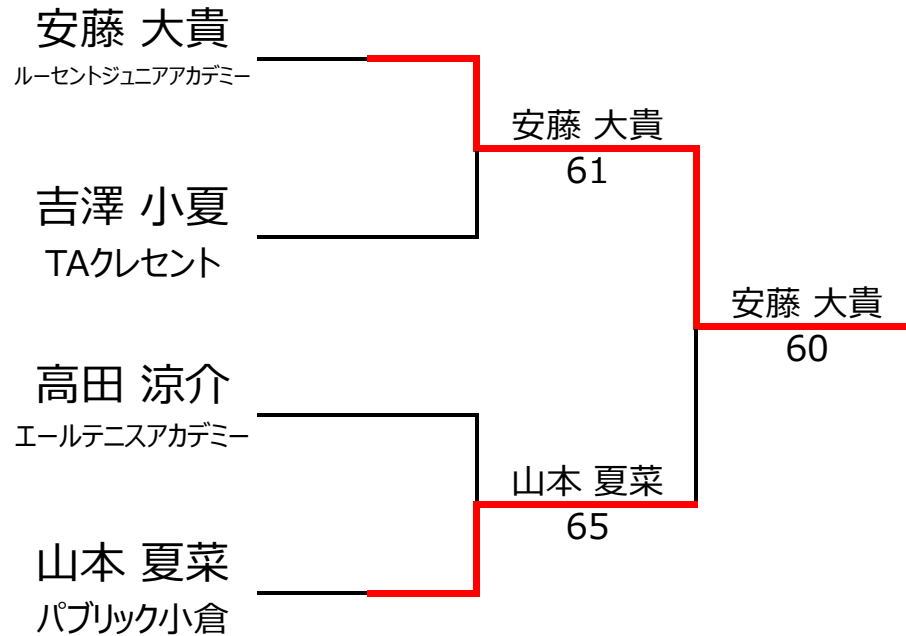 安藤 大貴
ルーセントジュニアアカデミー
安藤 大貴
61
吉澤 小夏
TAクレセント
安藤 大貴
60
高田 涼介
エールテニスアカデミー
山本 夏菜
65
山本 夏菜
パブリック小倉